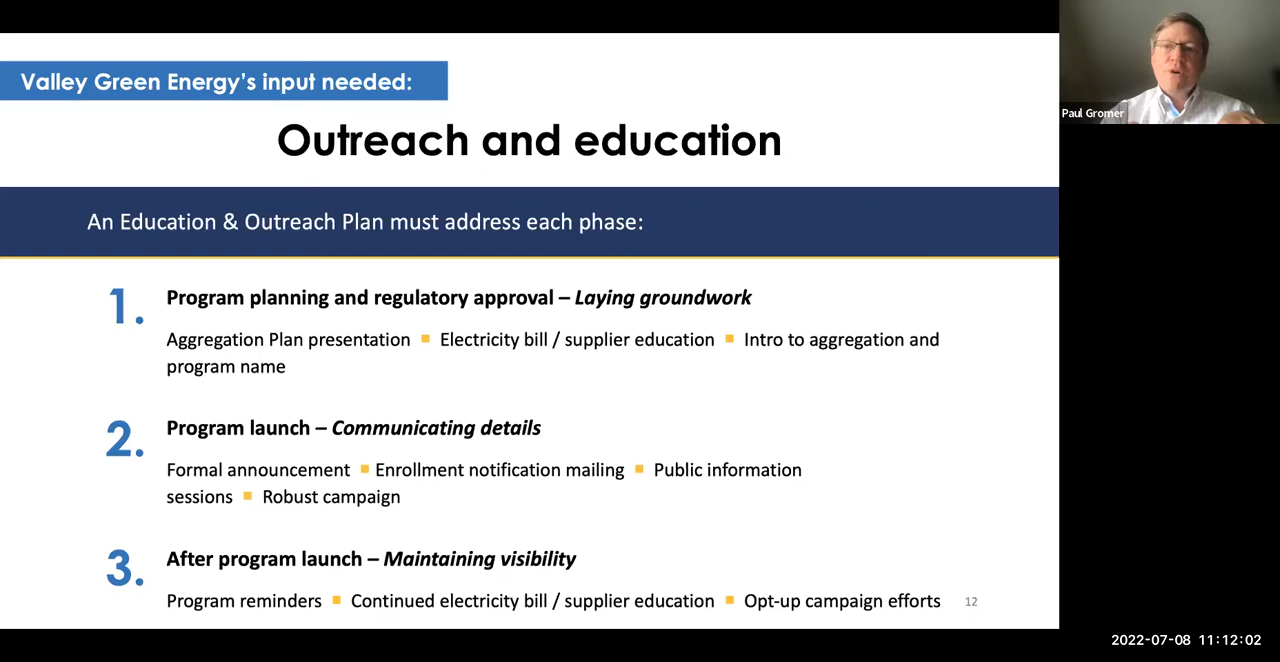 Valley Green Energy's input needed:
Outreach and education
An Education & Outreach Plan must address each phase:
1. Program planning and regulatory approval – Laying groundwork
Aggregation Plan presentation ▪ Electricity bill / supplier education ▪ Intro to aggregation and
program name
2. Program launch – Communicating details
Formal announcement ▪ Enrollment notification mailing ▪ Public information
sessions ▪ Robust campaign
3. After program launch – Maintaining visibility
Program reminders ▪ Continued electricity bill / supplier education ▪ Opt-up campaign efforts
12
Paul Gromer
2022-07-08 11:12:02